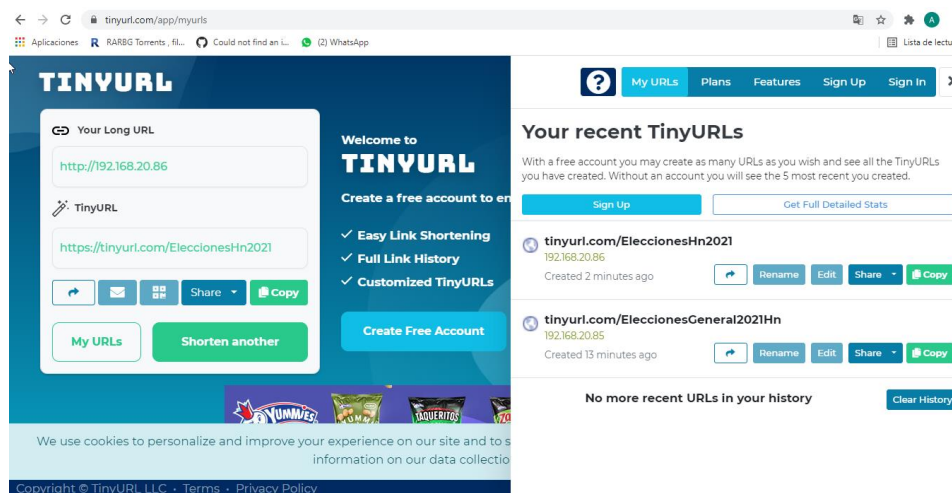 tinyurl.com/app/myurls
Aplicaciones RARBG Torrents , fil... Could not find an i... (2) WhatsApp Lista de lectu
TINYURL
Your Long URL
http://192.168.20.86
TinyURL
https://tinyurl.com/EleccionesHn2021
Share Copy
My URLs Shorten another
Welcome to
TINYURL
Create a free account to en
Easy Link Shortening
Full Link History
Customized TinyURLs
Create Free Account
YUMMIES
TAQUERITOS
We use cookies to personalize and improve your experience on our site and to s
information on our data collectio
Copyright © TinyURL LLC · Terms · Privacy Policy
? My URLs Plans Features Sign Up Sign In
Your recent TinyURLs
With a free account you may create as many URLs as you wish and see all the TinyURLs
you have created. Without an account you will see the 5 most recent you created.
Sign Up Get Full Detailed Stats
tinyurl.com/EleccionesHn2021
192.168.20.86
Created 2 minutes ago Rename Edit Share Copy
tinyurl.com/EleccionesGeneral2021Hn
192.168.20.85
Created 13 minutes ago Rename Edit Share Copy
No more recent URLs in your history Clear History